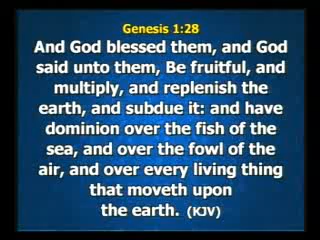 Genesis 1:28
And God blessed them, and God
said unto them, Be fruitful, and
multiply, and replenish the
earth, and subdue it: and have
dominion over the fish of the
sea, and over the fowl of the
air, and over every living thing
that moveth upon
the earth. (KJV)